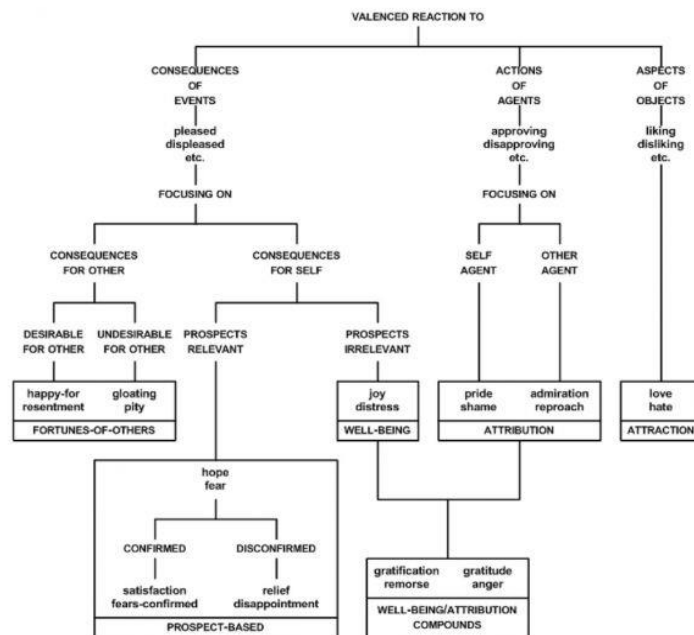 VALENCED REACTION TO
CONSEQUENCES
OF
EVENTS
pleased
displeased
etc.
FOCUSING ON
ACTIONS
OF
AGENTS
approving
disapproving
etc.
FOCUSING ON
ASPECTS
OF
OBJECTS
liking
disliking
etc.
CONSEQUENCES
FOR OTHER
CONSEQUENCES
FOR SELF
SELF
AGENT
OTHER
AGENT
DESIRABLE
FOR OTHER
UNDESIRABLE
FOR OTHER
PROSPECTS
RELEVANT
PROSPECTS
IRRELEVANT
happy-for
resentment
gloating
pity
FORTUNES-OF-OTHERS
joy
distress
WELL-BEING
pride
shame
admiration
reproach
ATTRIBUTION
love
hate
ATTRACTION
hope
fear
CONFIRMED
DISCONFIRMED
satisfaction
fears-confirmed
relief
disappointment
PROSPECT-BASED
gratification
remorse
gratitude
anger
WELL-BEING/ATTRIBUTION
COMPOUNDS